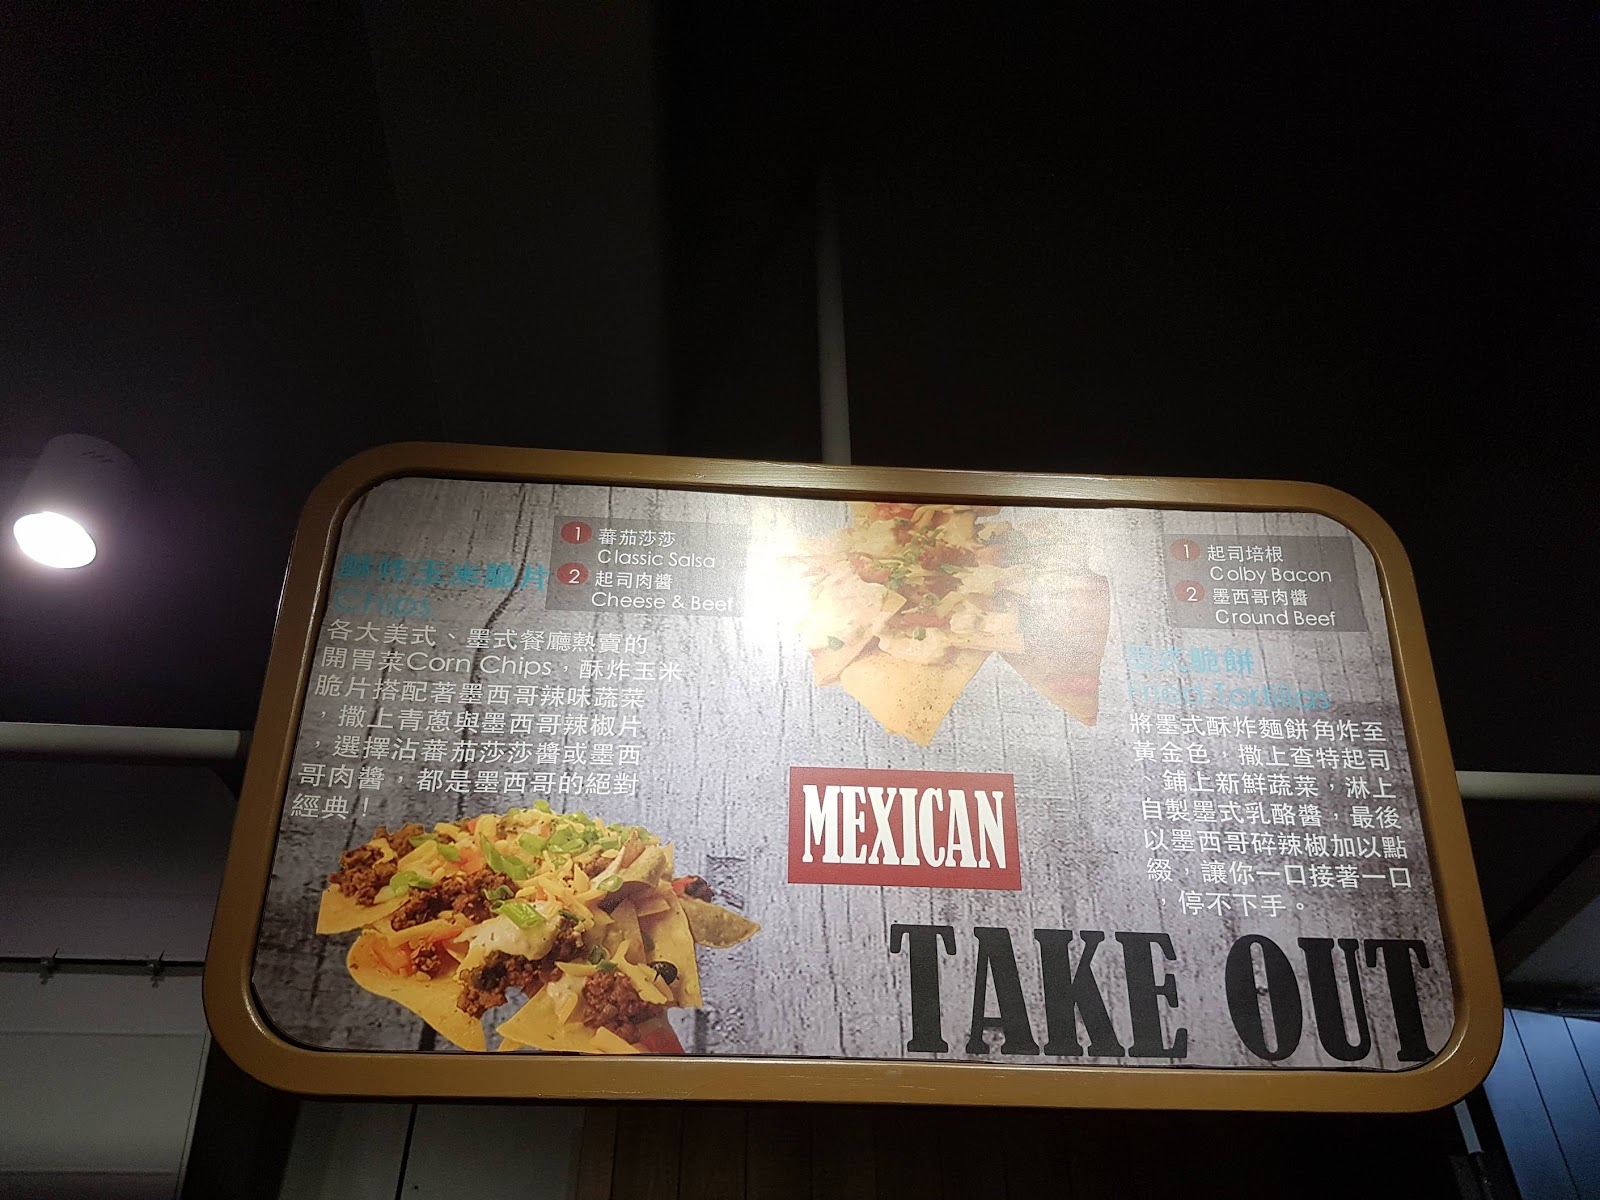 1 蕃茄莎莎
Classic Salsa
2 起司肉醬
Cheese & Beef
酥炸玉米脆片
Chips
各大美式、墨式餐廳熱賣的
開胃菜Corn Chips，酥炸玉米
脆片搭配著墨西哥辣味蔬菜
，撒上青蔥與墨西哥辣椒片
，選擇沾蕃茄莎莎醬或墨西
哥肉醬，都是墨西哥的絕對
經典！
1 起司培根
Colby Bacon
2 墨西哥肉醬
Cround Beef
墨式脆餅
Fried Tortillas
將墨式酥炸麵餅角炸至
黃金色，撒上查特起司
、鋪上新鮮蔬菜，淋上
自製墨式乳酪醬，最後
以墨西哥碎辣椒加以點
綴，讓你一口接著一口
，停不下手。
MEXICAN
TAKE OUT